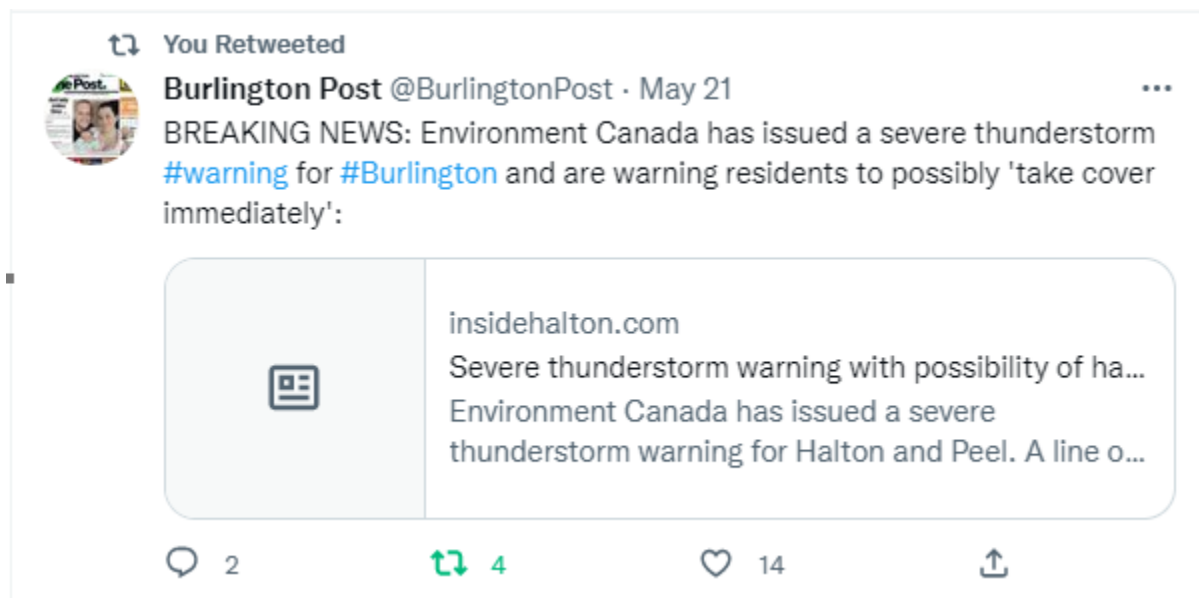 You Retweeted
Burlington Post @BurlingtonPost · May 21
BREAKING NEWS: Environment Canada has issued a severe thunderstorm
#warning for #Burlington and are warning residents to possibly 'take cover
immediately':
insidehalton.com
Severe thunderstorm warning with possibility of ha...
Environment Canada has issued a severe
thunderstorm warning for Halton and Peel. A line o...
2 4 14